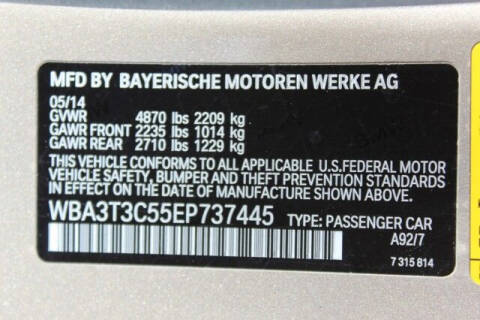 MFD BY BAYERISCHE MOTOREN WERKE AG
05/14
GVWR 4870 lbs 2209 kg
GAWR FRONT 2235 lbs 1014 kg
GAWR REAR 2710 lbs 1229 kg
THIS VEHICLE CONFORMS TO ALL APPLICABLE U.S.FEDERAL MOTOR
VEHICLE SAFETY, BUMPER, AND THEFT PREVENTION STANDARDS
IN EFFECT ON THE DATE OF MANUFACTURE SHOWN ABOVE.
WBA3T3C55EP737445 TYPE: PASSENGER CAR
A92/7
7 315 814